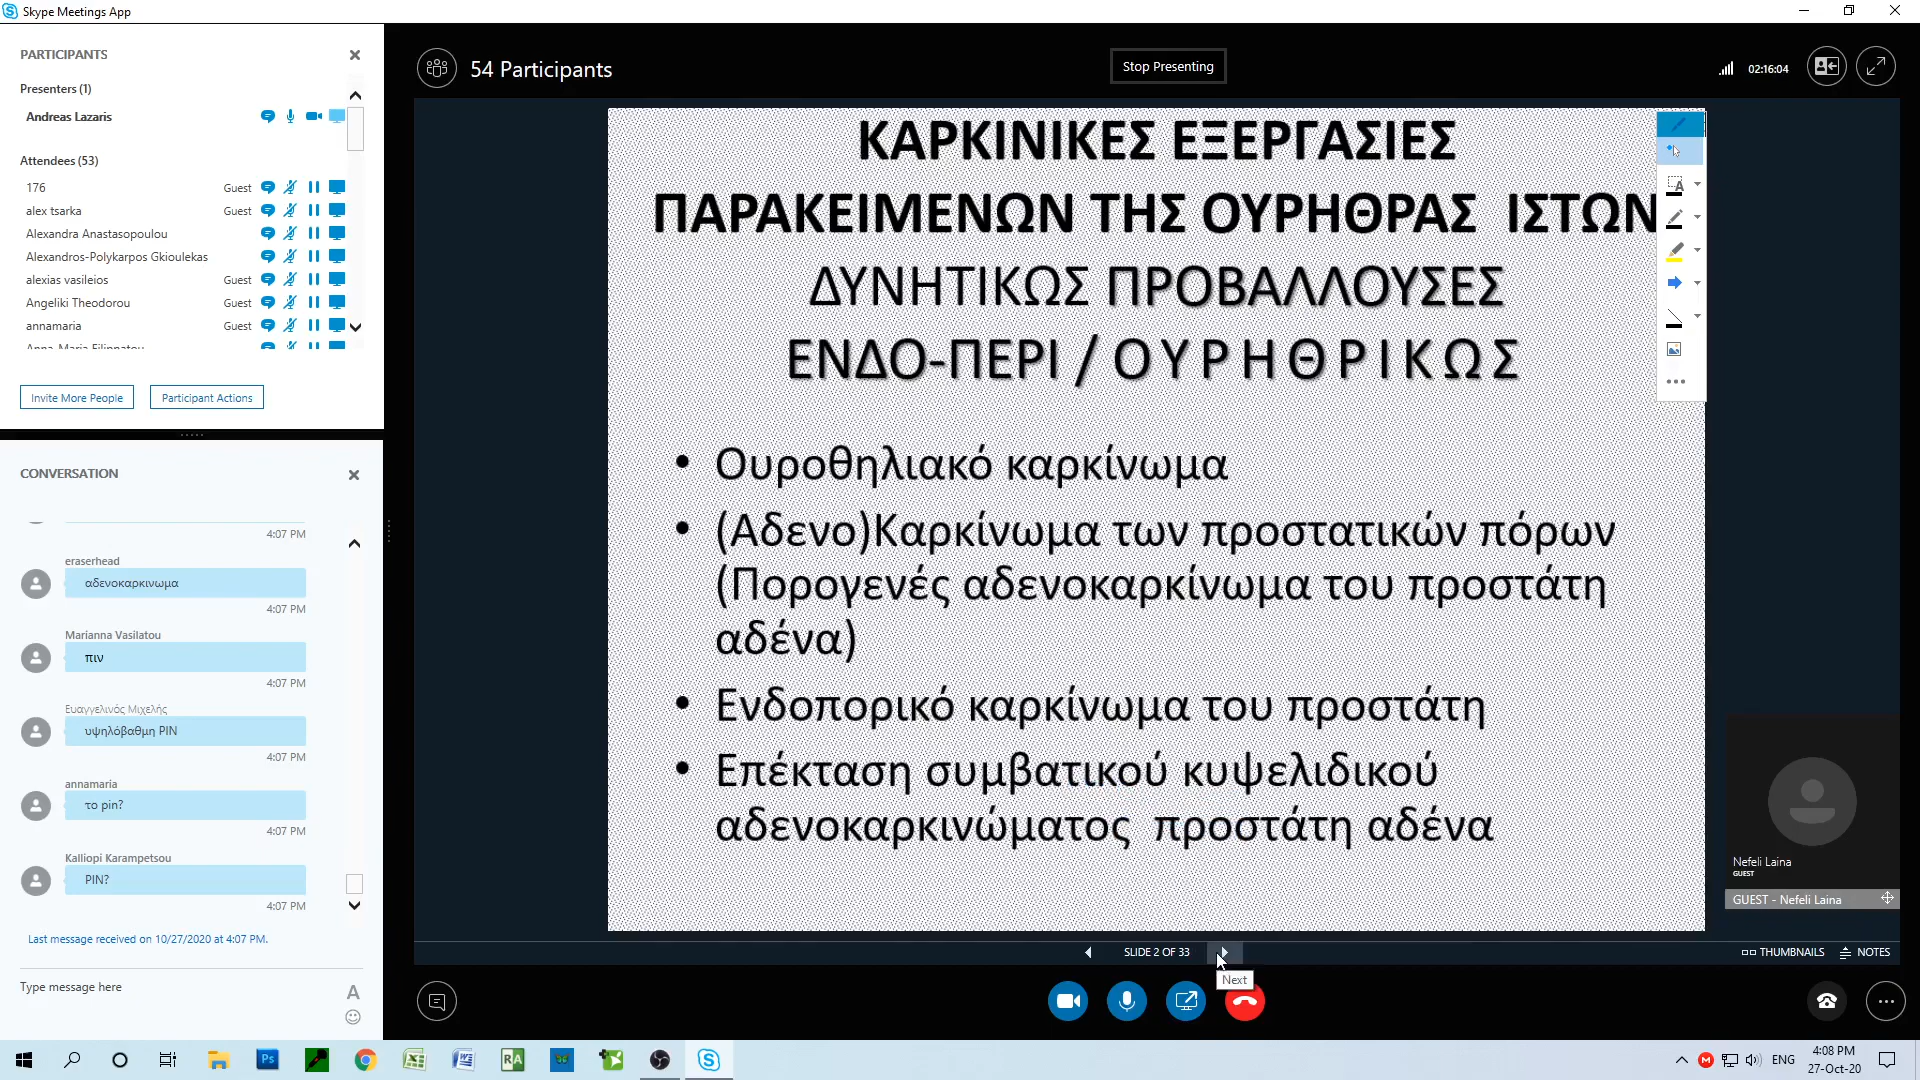 Skype Meetings App
PARTICIPANTS
Presenters (1)
Andreas Lazaris
Attendees (53)
176 Guest
alex tsarka Guest
Alexandra Anastasopoulou
Alexandros-Polykarpos Gkioulekas
alexias vasileios Guest
Angeliki Theodorou Guest
annamaria Guest
Anna-Maria Filippatou
Invite More People
Participant Actions
CONVERSATION
4:07 PM
eraserhead
αδενοκαρκινωμα
4:07 PM
Marianna Vasilatou
πιν
4:07 PM
Ευαγγελινός Μιχελής
υψηλόβαθμη PIN
4:07 PM
annamaria
το pin?
4:07 PM
Kalliopi Karampetsou
PIN?
4:07 PM
Last message received on 10/27/2020 at 4:07 PM.
Type message here
A
54 Participants
Stop Presenting
02:16:04
ΚΑΡΚΙΝΙΚΕΣ ΕΞΕΡΓΑΣΙΕΣ
ΠΑΡΑΚΕΙΜΕΝΩΝ ΤΗΣ ΟΥΡΗΘΡΑΣ ΙΣΤΩΝ
ΔΥΝΗΤΙΚΩΣ ΠΡΟΒΑΛΛΟΥΣΕΣ
ΕΝΔΟ-ΠΕΡΙ / Ο Υ Ρ Η Θ Ρ Ι Κ Ω Σ
• Ουροθηλιακό καρκίνωμα
• (Αδενο)Καρκίνωμα των προστατικών πόρων
(Πορογενές αδενοκαρκίνωμα του προστάτη
αδένα)
• Ενδοπορικό καρκίνωμα του προστάτη
• Επέκταση συμβατικού κυψελιδικού
αδενοκαρκινώματος προστάτη αδένα
Nefeli Laina
GUEST
GUEST - Nefeli Laina
SLIDE 2 OF 33
Next
THUMBNAILS
NOTES
Ps
RA
ENG
4:08 PM
27-Oct-20